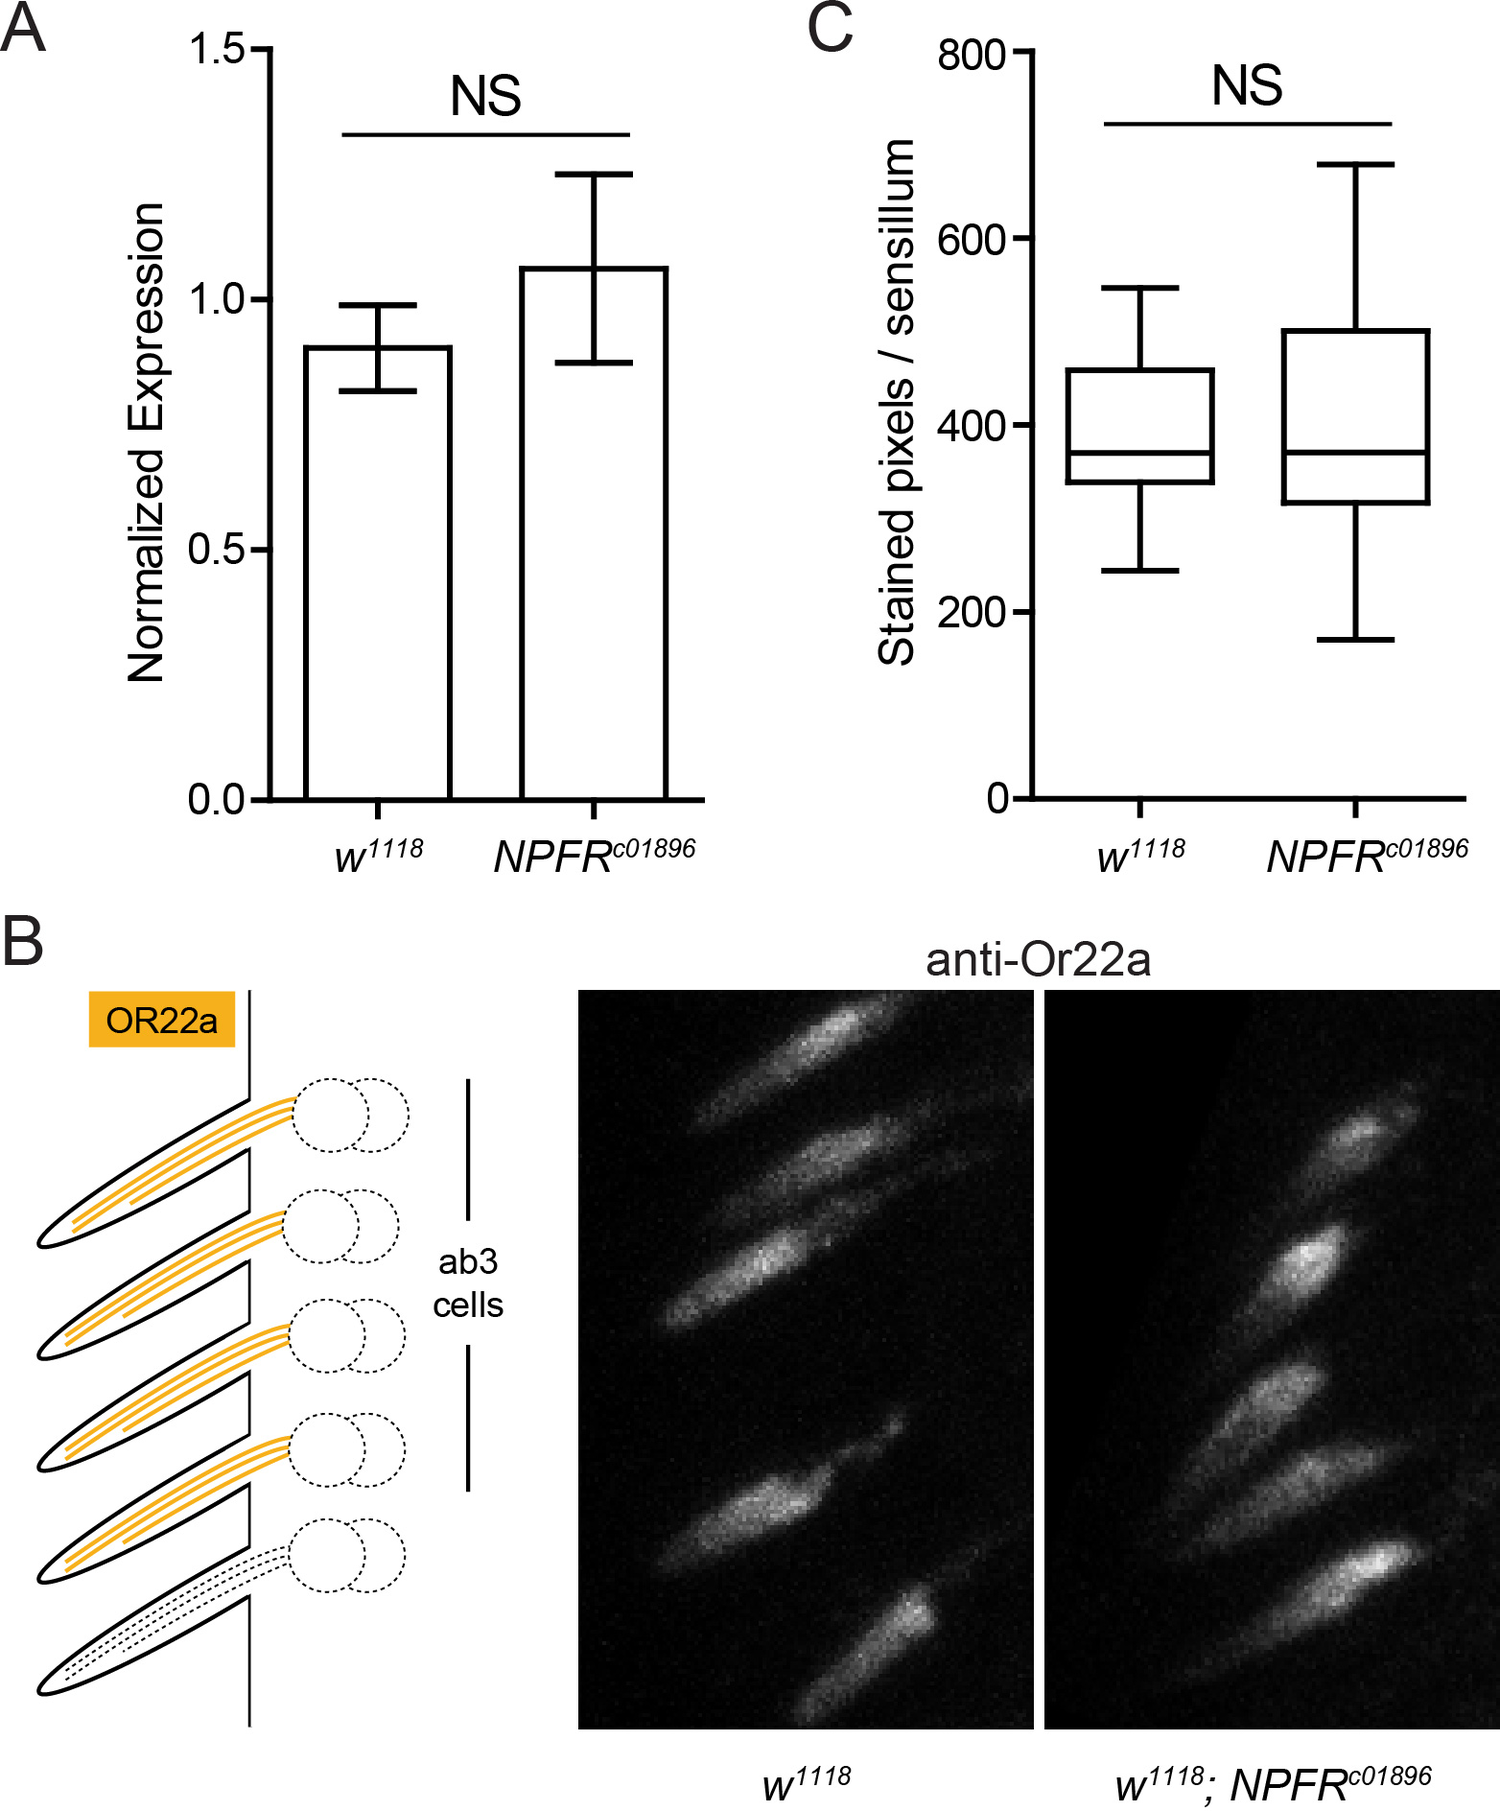 A
1.5
1.0
0.5
0.0
Normalized Expression
NS
w1118
NPFRc01896
C
800
600
400
200
0
Stained pixels / sensillum
NS
w1118
NPFRc01896
B
OR22a
ab3
cells
anti-Or22a
w1118
w1118; NPFRc01896